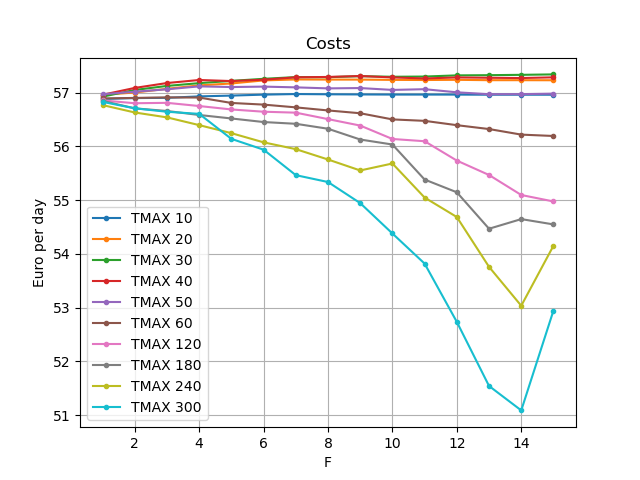 Costs
57
56
55
54
53
52
51
Euro per day
TMAX 10
TMAX 20
TMAX 30
TMAX 40
TMAX 50
TMAX 60
TMAX 120
TMAX 180
TMAX 240
TMAX 300
2 4 6 8 10 12 14
F